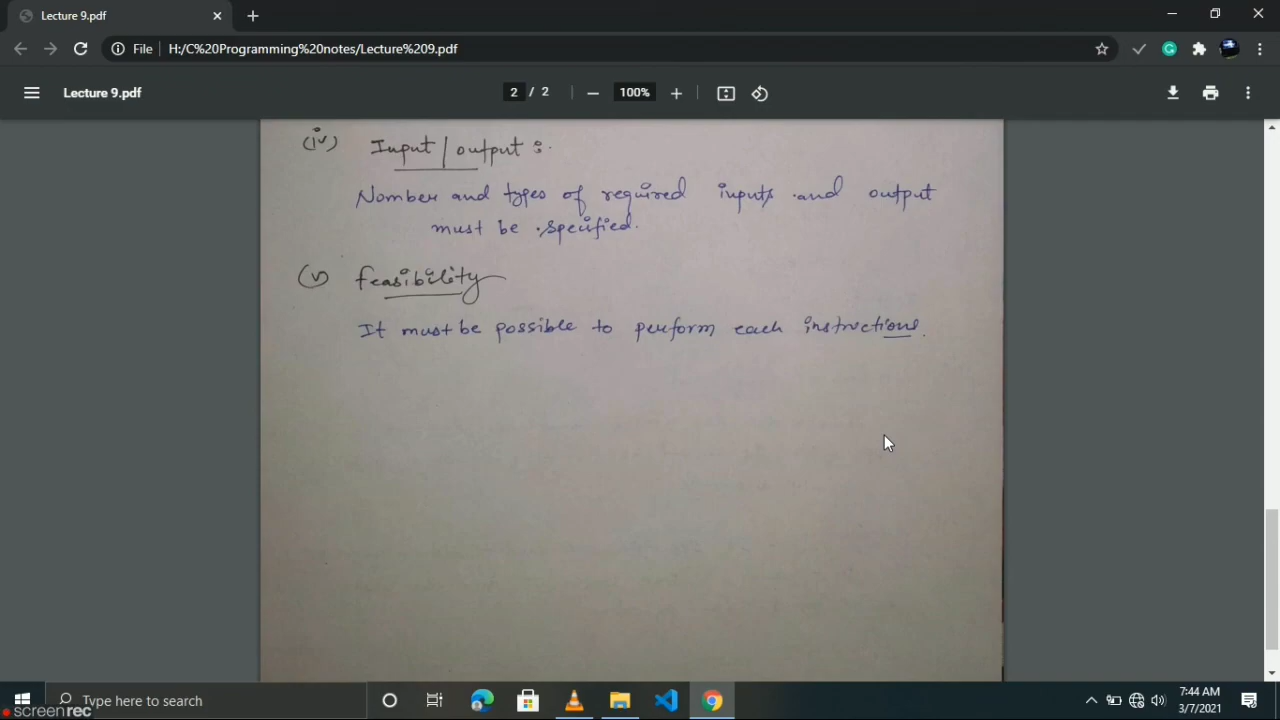 Lecture 9.pdf
File
H:/C%20Programming%20notes/Lecture%209.pdf
Lecture 9.pdf
2 / 2
100%
(iv) Input / output :
Nomber and types of required inputs and output
must be specified.
(v) feasibility
It must be possible to perform each instructions.
Type here to search
7:44 AM
3/7/2021
screenrec